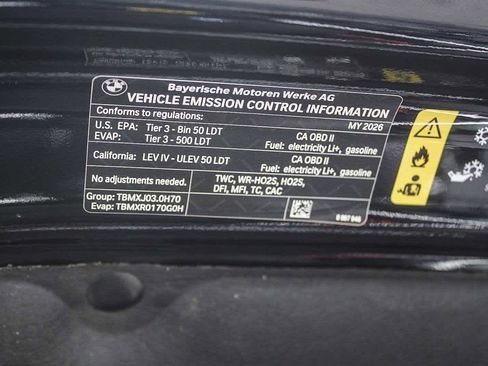 BMW
Bayerische Motoren Werke AG
VEHICLE EMISSION CONTROL INFORMATION
Conforms to regulations: MY 2026
U.S. EPA: Tier 3 - Bin 50 LDT CA OBD II
EVAP: Tier 3 - 500 LDT Fuel: electricity Li+, gasoline
California: LEV IV - ULEV 50 LDT CA OBD II
Fuel: electricity Li+, gasoline
No adjustments needed. TWC, WR-HO2S, HO2S,
DFI, MFI, TC, CAC
Group: TBMXJ03.0H70
Evap: TBMXR0170G0H